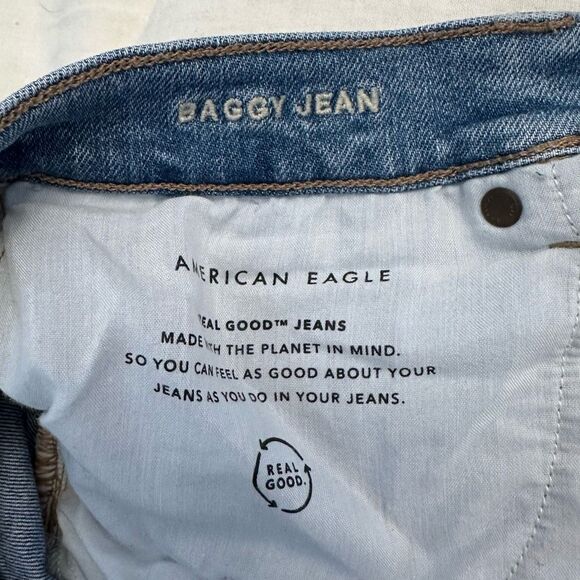 BAGGY JEAN
AMERICAN EAGLE
REAL GOOD™ JEANS
MADE WITH THE PLANET IN MIND.
SO YOU CAN FEEL AS GOOD ABOUT YOUR
JEANS AS YOU DO IN YOUR JEANS.
REAL
GOOD.